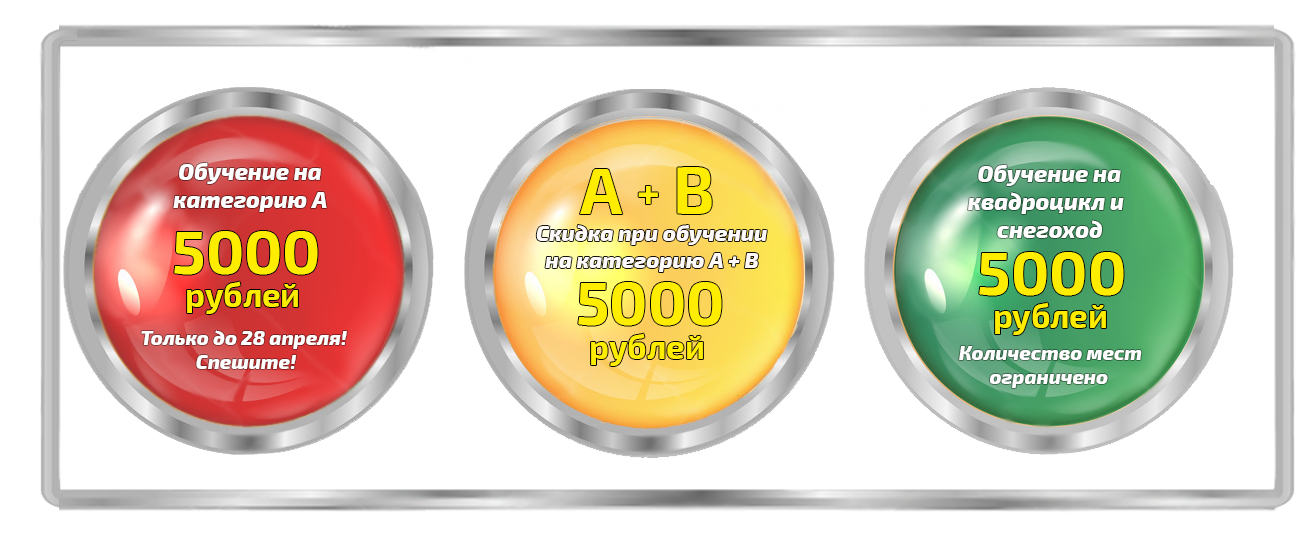 Обучение на
категорию А
5000
рублей
Только до 28 апреля!
Спешите!
А + В
Скидка при обучении
на категорию А + В
5000
рублей
Обучение на
квадроцикл и
снегоход
5000
рублей
Количество мест
ограничено